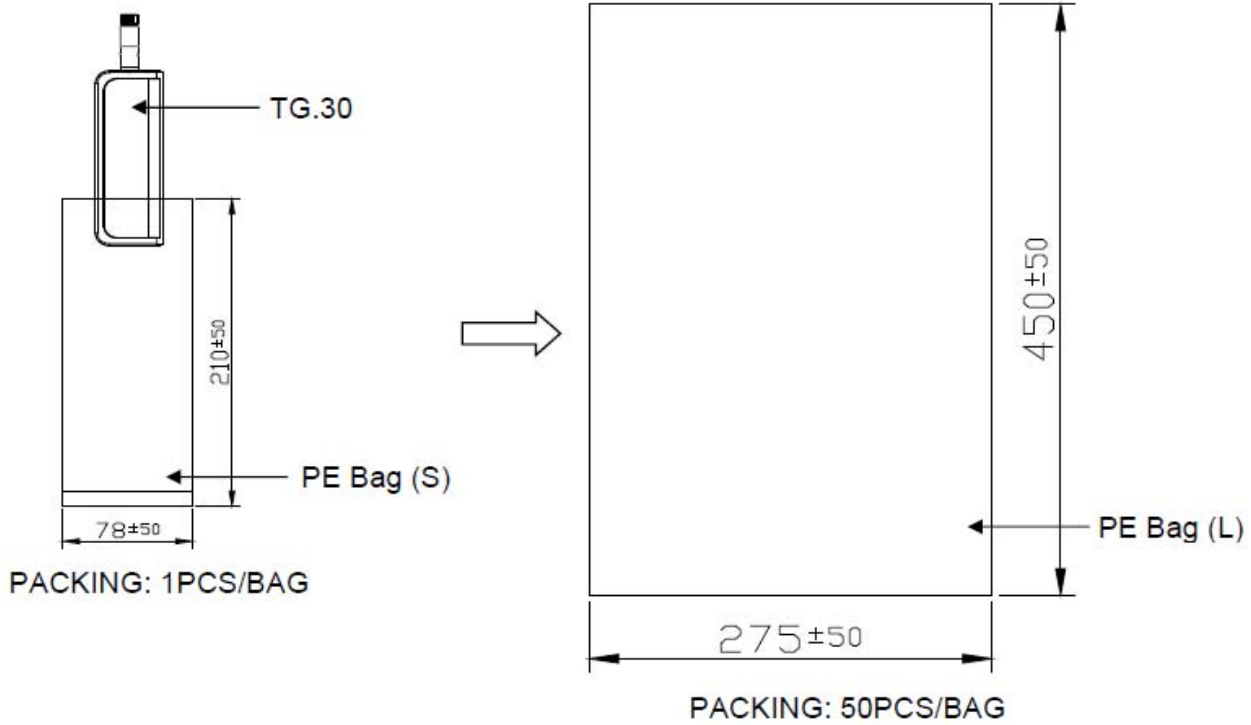 TG.30
210±50
PE Bag (S)
78±50
PACKING: 1PCS/BAG
450±50
PE Bag (L)
275±50
PACKING: 50PCS/BAG